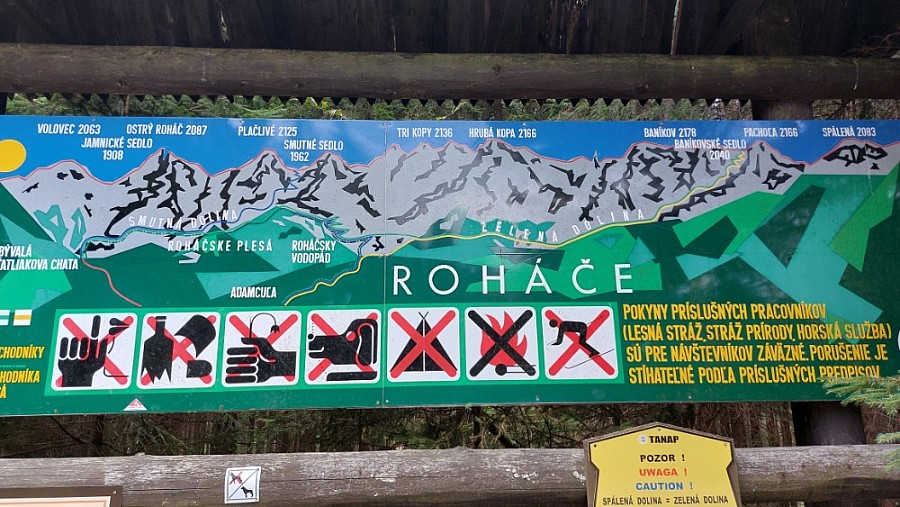 VOLOVEC 2063
OSTRÝ ROHÁČ 2087
PLAČLIVÉ 2125
TRI KOPY 2136
HRUBÁ KOPA 2166
BANÍKOV 2178
PACHOĽA 2166
SPÁLENÁ 2083
JAMNICKÉ SEDLO
1908
SMUTNÉ SEDLO
1962
BANÍKOVSKÉ SEDLO
2040
SMUTNÁ DOLINA
ZELENÁ DOLINA
ROHÁČSKE PLESÁ
ROHÁČSKY
VODOPÁD
BÝVALÁ
ŤATLIAKOVA CHATA
ADAMCUĽA
ROHÁČE
CHODNÍKY
CHODNÍKA
POKYNY PRÍSLUŠNÝCH PRACOVNÍKOV
(LESNÁ STRÁŽ, STRÁŽ PRÍRODY, HORSKÁ SLUŽBA)
SÚ PRE NÁVŠTEVNÍKOV ZÁVÄZNÉ. PORUŠENIE JE
STÍHATEĽNÉ PODĽA PRÍSLUŠNÝCH PREDPISOV.
TANAP
POZOR !
UWAGA !
CAUTION !
SPÁLENÁ DOLINA = ZELENÁ DOLINA